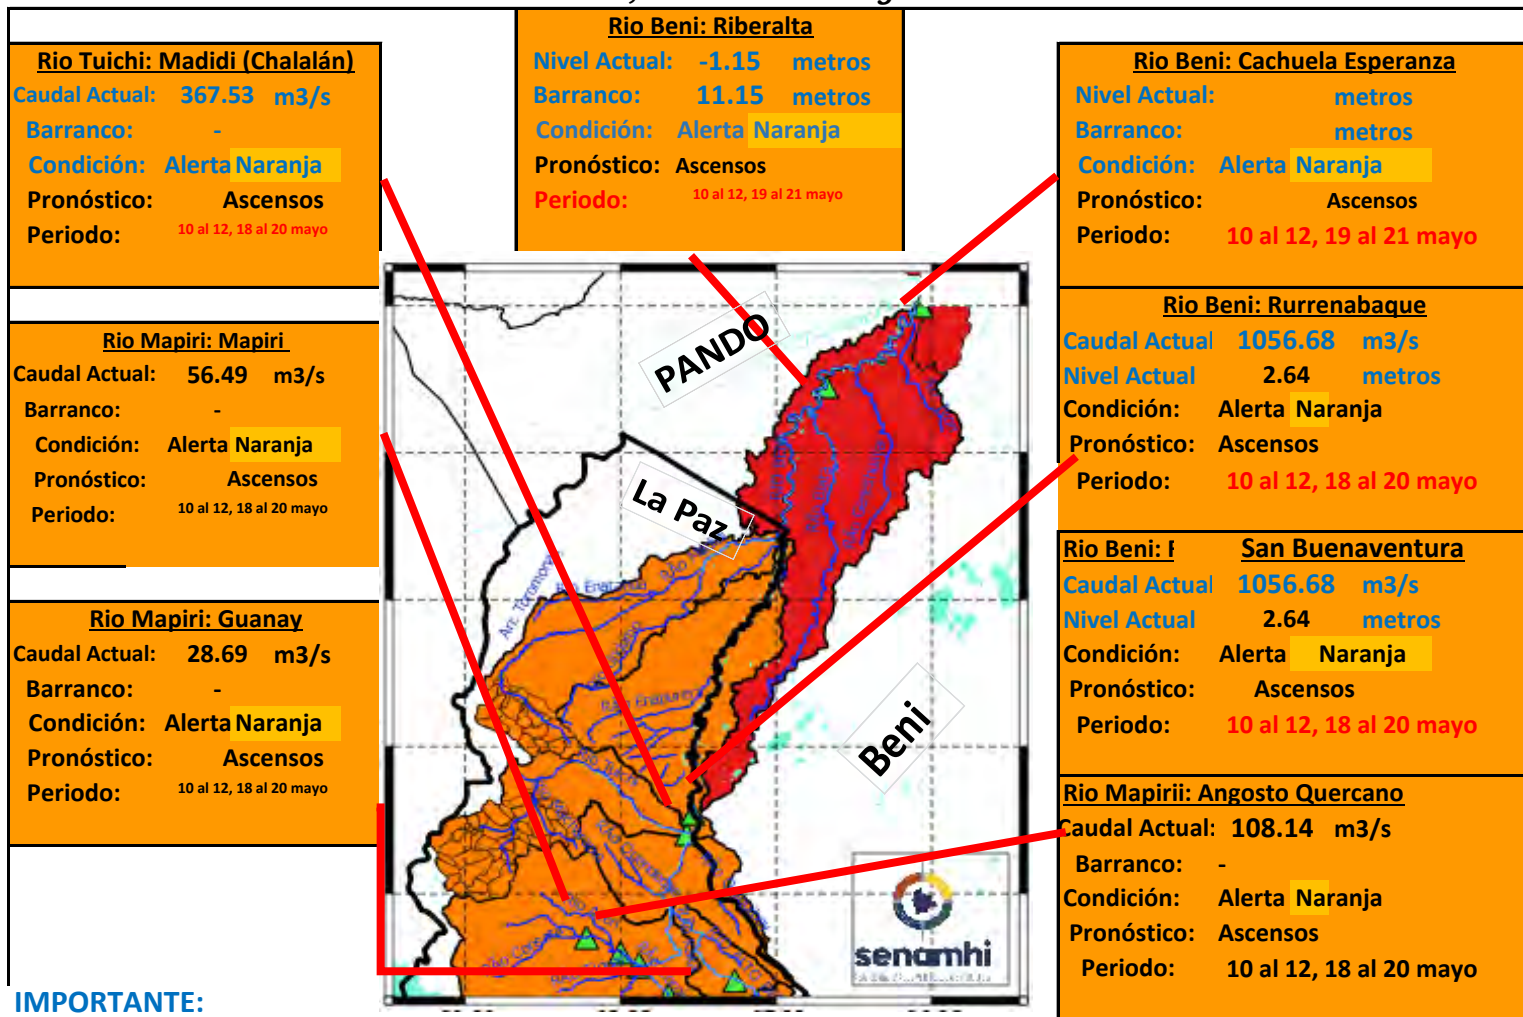 Rio Tuichi: Madidi (Chalalán)
Caudal Actual: 367.53 m3/s
Barranco: -
Condición: Alerta Naranja
Pronóstico: Ascensos
Periodo: 10 al 12, 18 al 20 mayo
Rio Mapiri: Mapiri
Caudal Actual: 56.49 m3/s
Barranco: -
Condición: Alerta Naranja
Pronóstico: Ascensos
Periodo: 10 al 12, 18 al 20 mayo
Rio Mapiri: Guanay
Caudal Actual: 28.69 m3/s
Barranco: -
Condición: Alerta Naranja
Pronóstico: Ascensos
Periodo: 10 al 12, 18 al 20 mayo
Rio Beni: Riberalta
Nivel Actual: -1.15 metros
Barranco: 11.15 metros
Condición: Alerta Naranja
Pronóstico: Ascensos
Periodo: 10 al 12, 19 al 21 mayo
PANDO
La Paz
Beni
senamhi
Rio Beni: Cachuela Esperanza
Nivel Actual: metros
Barranco: metros
Condición: Alerta Naranja
Pronóstico: Ascensos
Periodo: 10 al 12, 19 al 21 mayo
Rio Beni: Rurrenabaque
Caudal Actual 1056.68 m3/s
Nivel Actual 2.64 metros
Condición: Alerta Naranja
Pronóstico: Ascensos
Periodo: 10 al 12, 18 al 20 mayo
Rio Beni: San Buenaventura
Caudal Actual 1056.68 m3/s
Nivel Actual 2.64 metros
Condición: Alerta Naranja
Pronóstico: Ascensos
Periodo: 10 al 12, 18 al 20 mayo
Rio Mapirii: Angosto Quercano
Caudal Actual: 108.14 m3/s
Barranco: -
Condición: Alerta Naranja
Pronóstico: Ascensos
Periodo: 10 al 12, 18 al 20 mayo
IMPORTANTE: